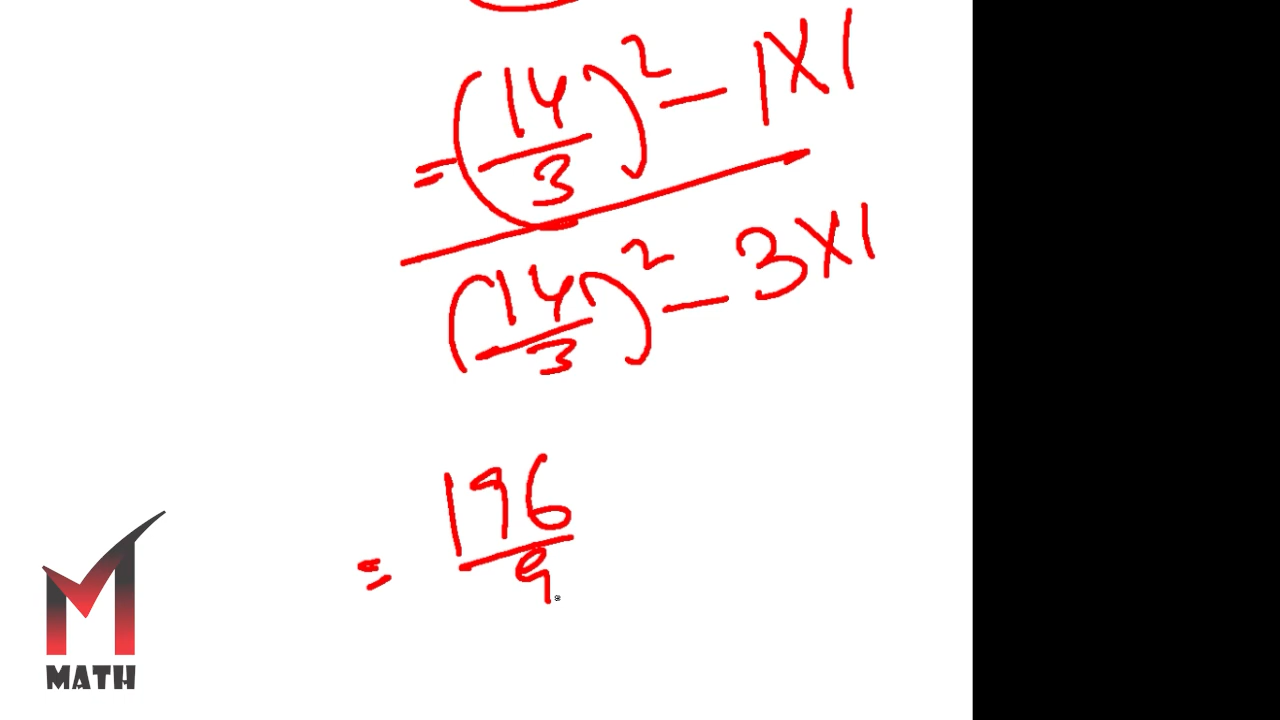 = (14/3)² - 1×1
(14/3)² - 3×1
= 196/9
MATH